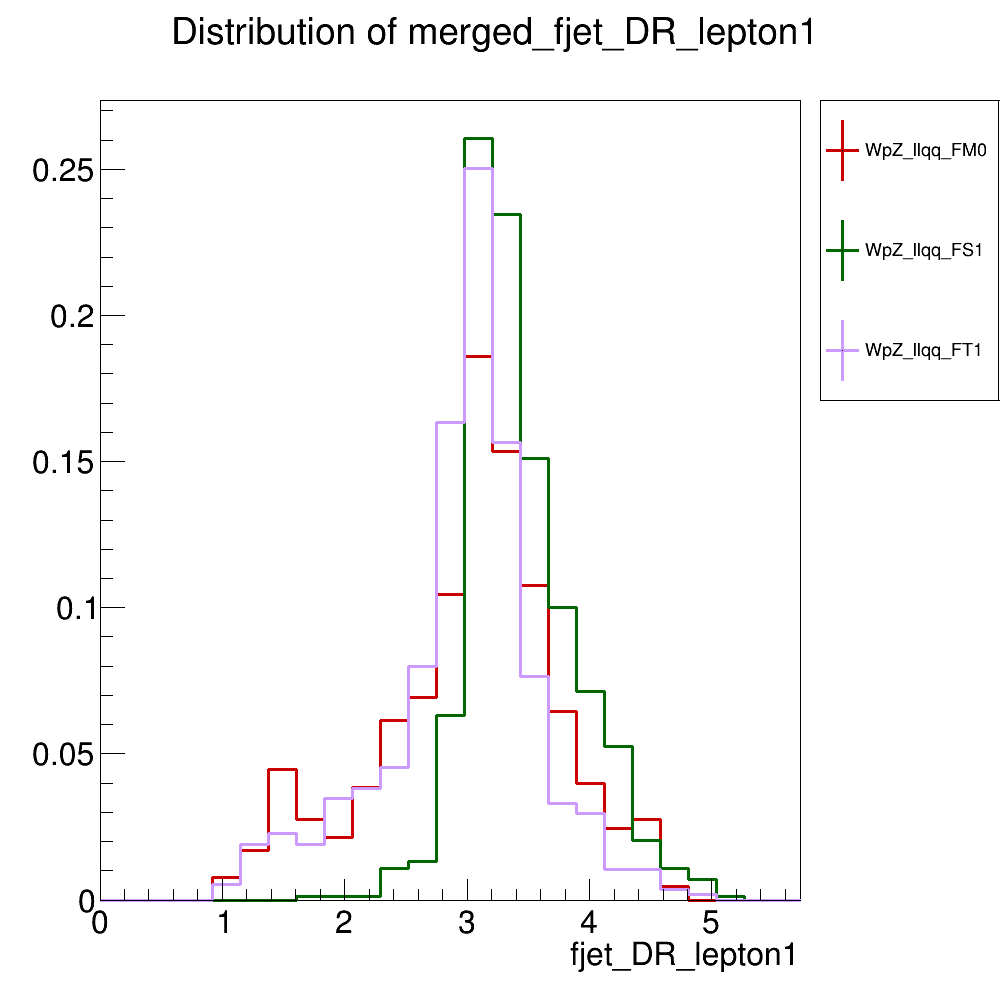 Distribution of merged_fjet_DR_lepton1
WpZ_llqq_FM0
WpZ_llqq_FS1
WpZ_llqq_FT1
0.25
0.2
0.15
0.1
0.05
0
0 1 2 3 4 5
fjet_DR_lepton1